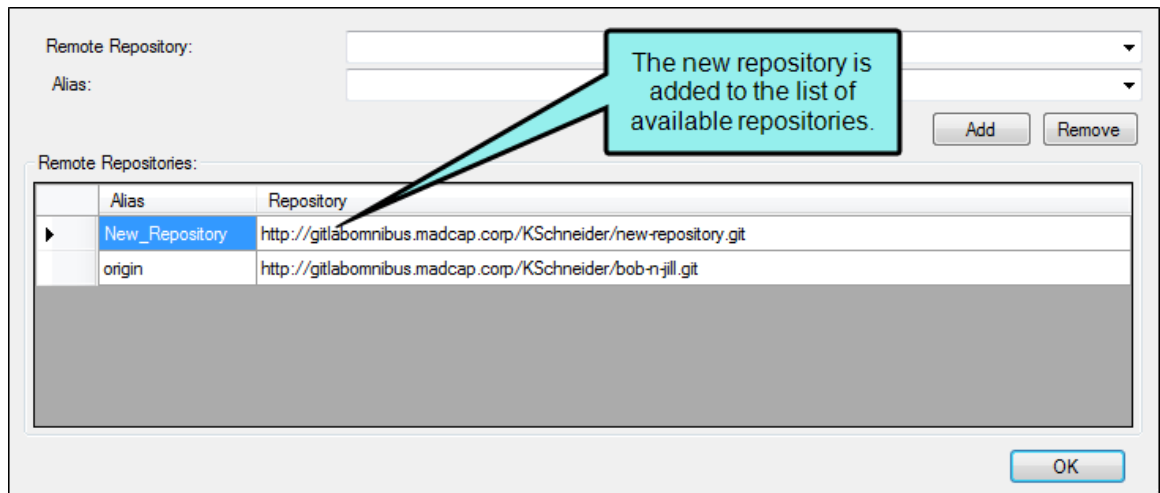 Remote Repository:
Alias:
The new repository is
added to the list of
available repositories.
Add
Remove
Remote Repositories:
Alias
Repository
New_Repository
http://gitlabomnibus.madcap.corp/KSchneider/new-repository.git
origin
http://gitlabomnibus.madcap.corp/KSchneider/bob-n-jill.git
OK